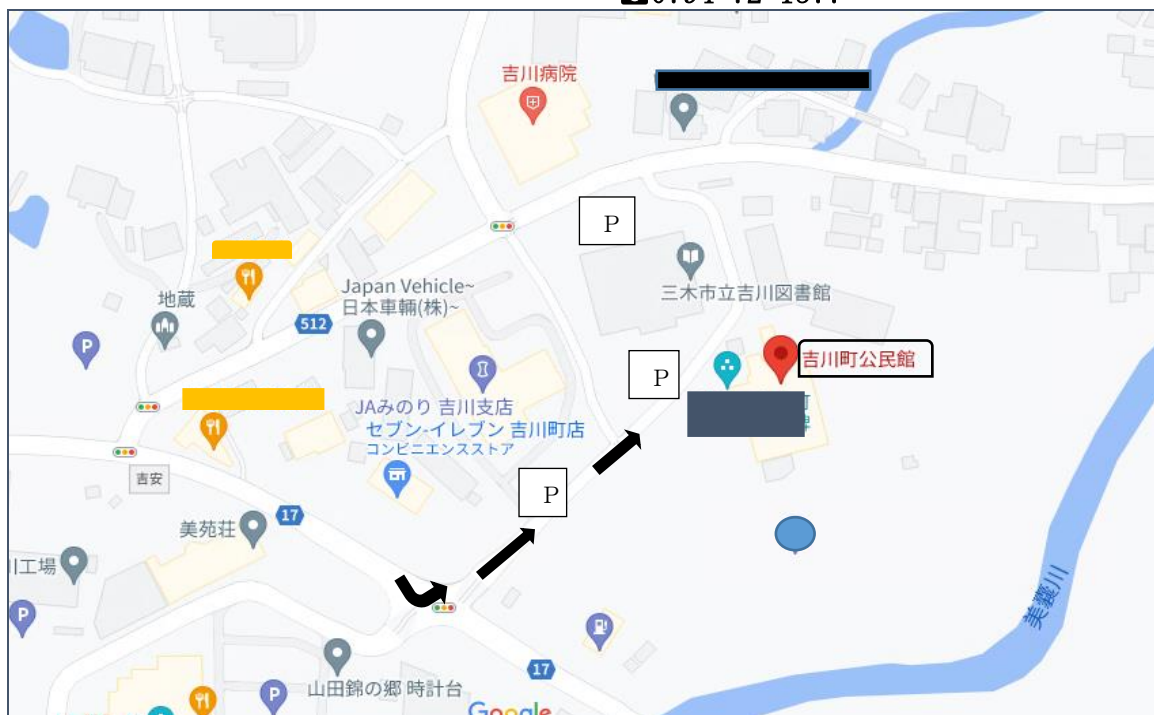 吉川病院
P
三木市立吉川図書館
Japan Vehicle~
日本車輌(株)~
地蔵
512
P
吉川町公民館
P
JAみのり 吉川支店
セブン-イレブン 吉川町店
コンビニエンスストア
P
吉安
17
美苑荘
川工場
P
美嚢川
17
山田錦の郷 時計台
P
Google